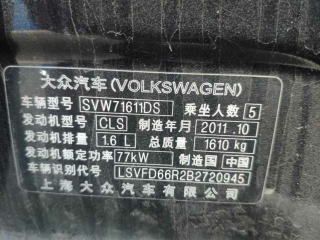 大众汽车(VOLKSWAGEN)
车辆型号 SVW71611DS 乘坐人数 5
发动机型号 CLS 制造年月 2011.10
发动机排量 1.6 L 总质量 1610 kg
发动机额定功率 77kW 制造国 中国
车辆识别代号 LSVFD66R2B2720945
上海大众汽车有限公司